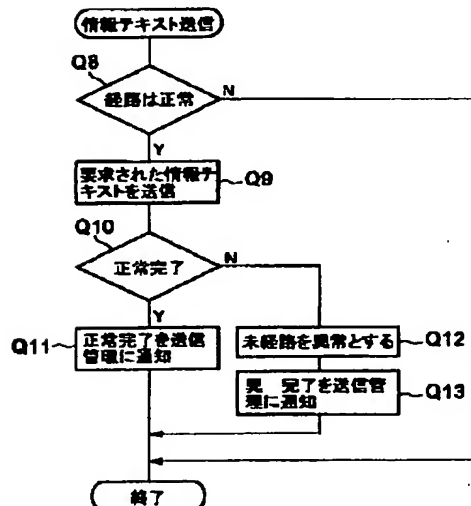 情報テキスト送信
Q8
経路は正常
N
Y
要求された情報テ
キストを送信
Q9
Q10
正常完了
N
Y
Q11
正常完了を送信
管理に通知
未経路を異常とする
Q12
異 完了を送信管
理に通知
Q13
終了